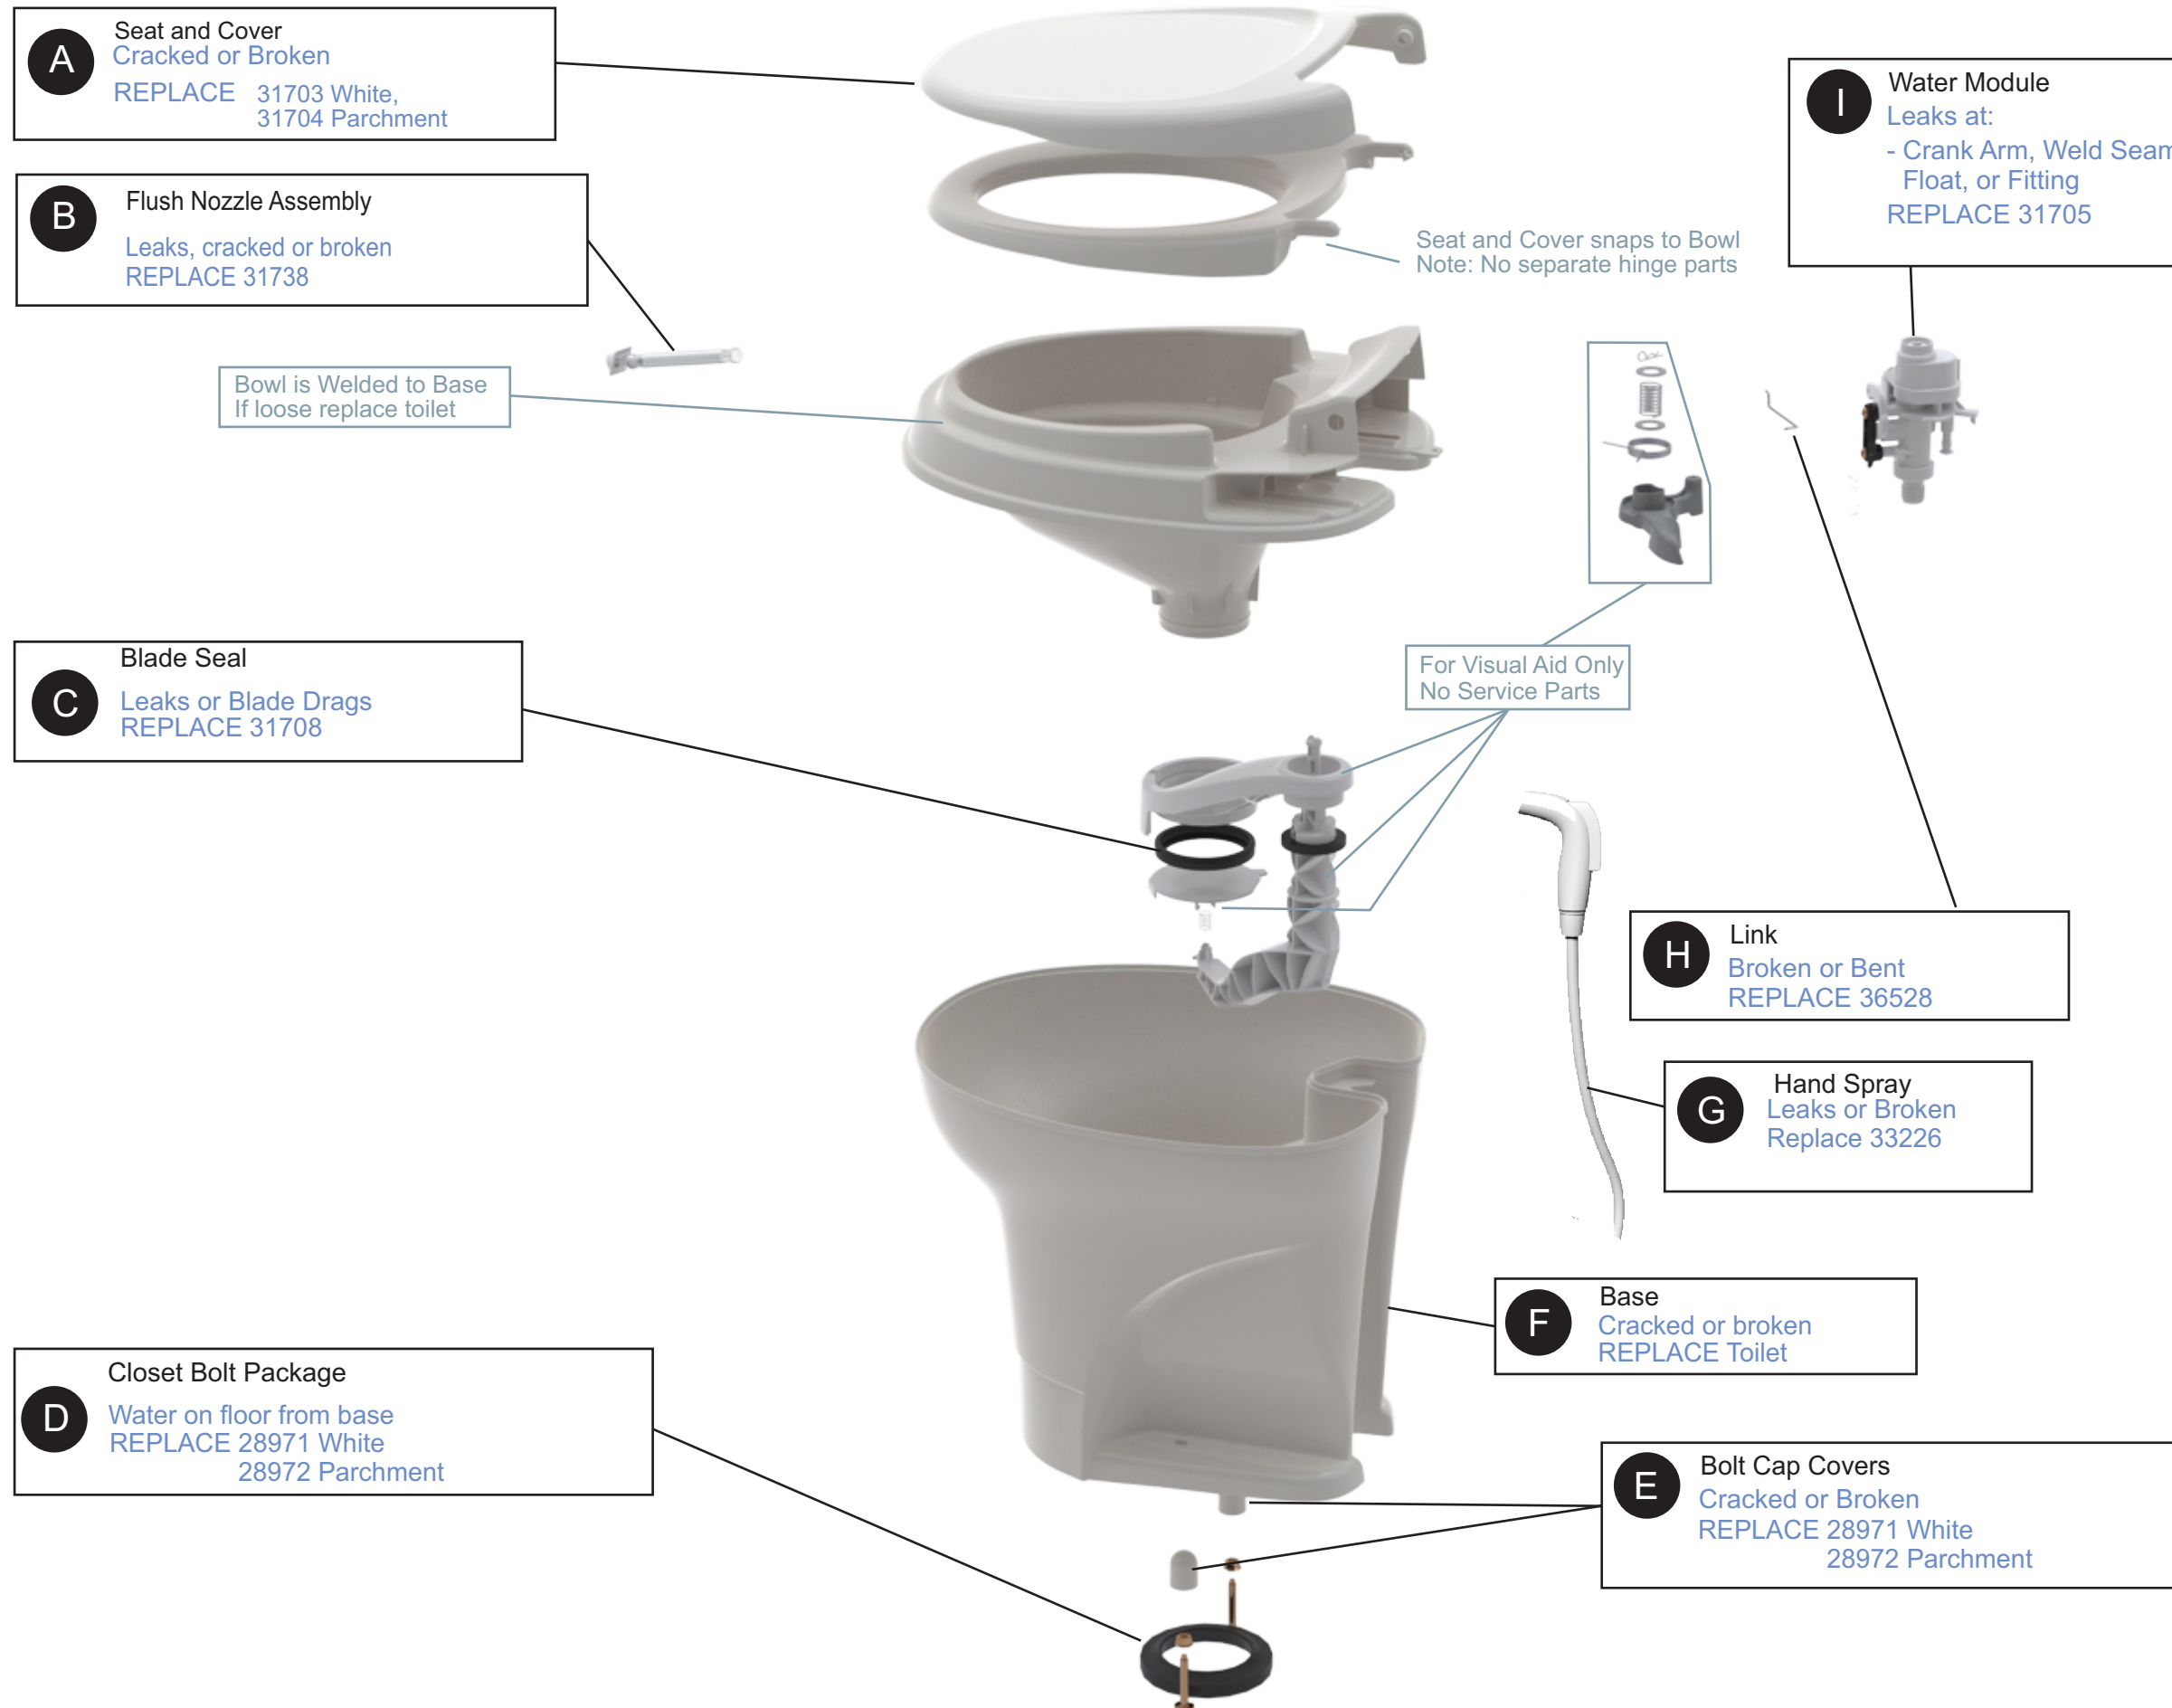 A
Seat and Cover
Cracked or Broken
REPLACE 31703 White,
31704 Parchment
B
Flush Nozzle Assembly
Leaks, cracked or broken
REPLACE 31738
Bowl is Welded to Base
If loose replace toilet
Seat and Cover snaps to Bowl
Note: No separate hinge parts
I
Water Module
Leaks at:
- Crank Arm, Weld Seam
Float, or Fitting
REPLACE 31705
C
Blade Seal
Leaks or Blade Drags
REPLACE 31708
For Visual Aid Only
No Service Parts
H
Link
Broken or Bent
REPLACE 36528
G
Hand Spray
Leaks or Broken
Replace 33226
F
Base
Cracked or broken
REPLACE Toilet
D
Closet Bolt Package
Water on floor from base
REPLACE 28971 White
28972 Parchment
E
Bolt Cap Covers
Cracked or Broken
REPLACE 28971 White
28972 Parchment